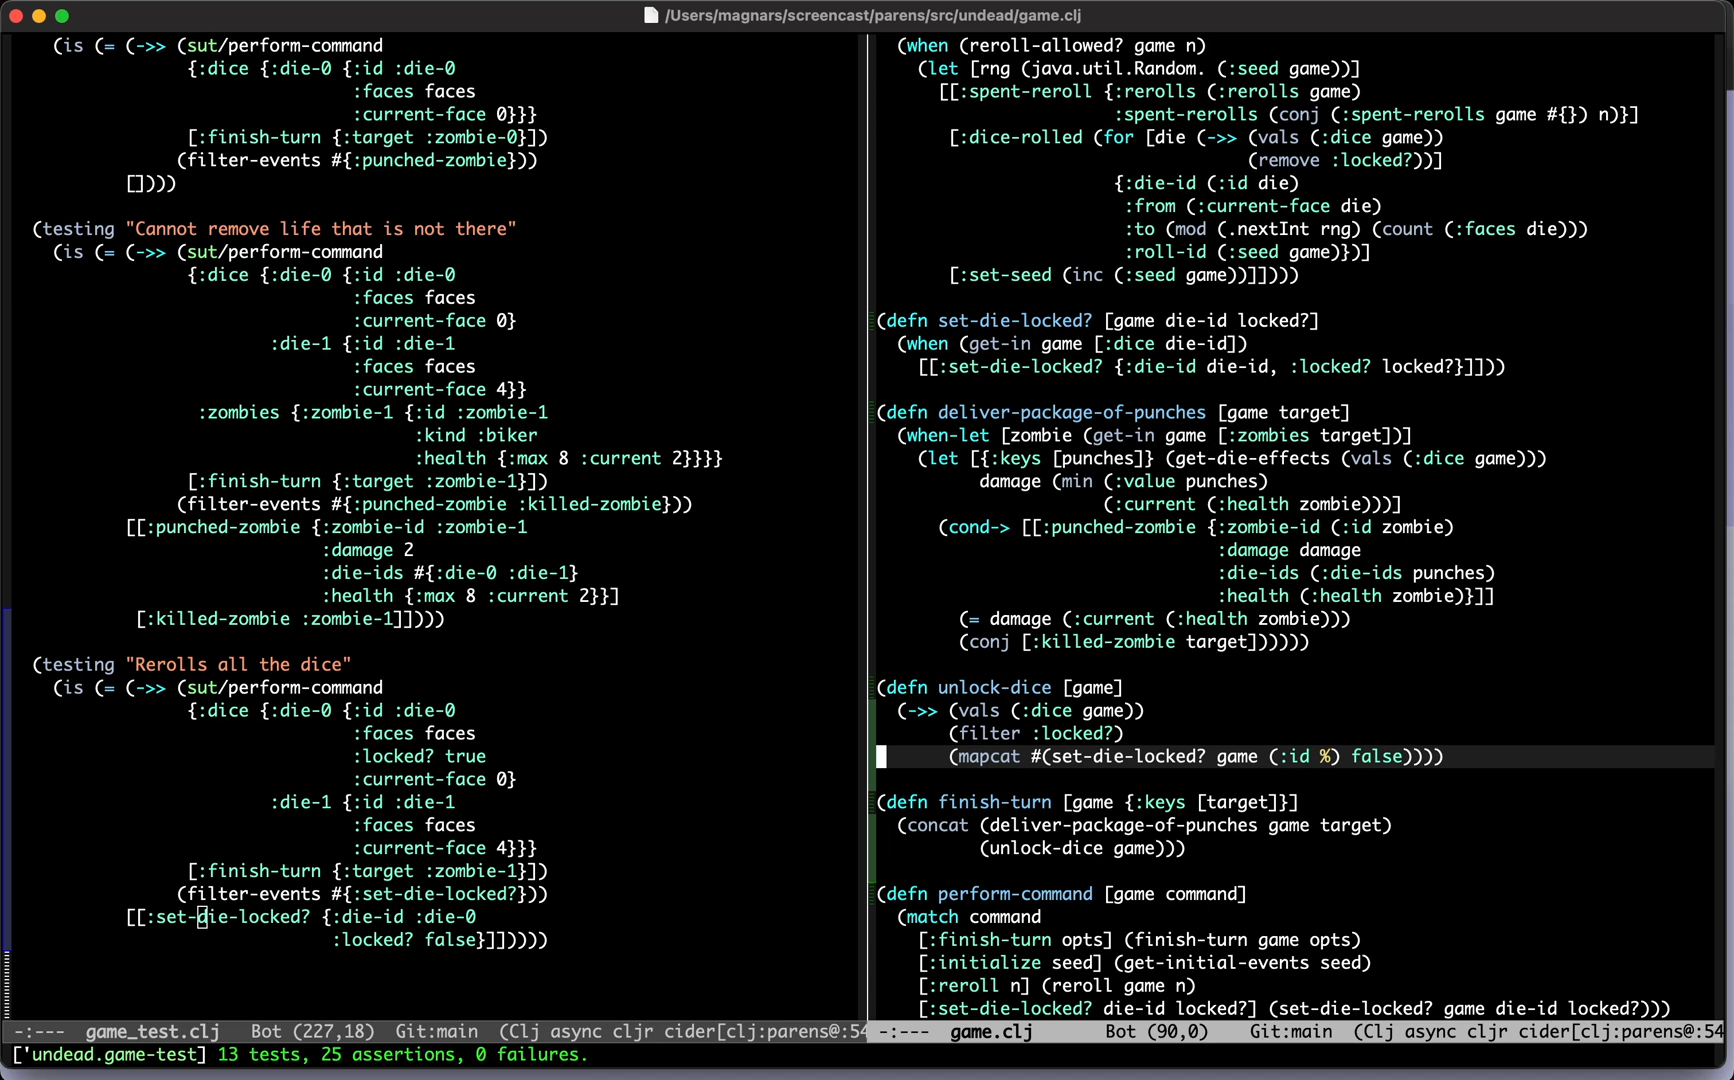 /Users/magnars/screencast/parens/src/undead/game.clj
(is (= (->> (sut/perform-command
{:dice {:die-0 {:id :die-0
:faces faces
:current-face 0}}}
[:finish-turn {:target :zombie-0}])
(filter-events #{:punched-zombie}))
[])))
(testing "Cannot remove life that is not there"
(is (= (->> (sut/perform-command
{:dice {:die-0 {:id :die-0
:faces faces
:current-face 0}
:die-1 {:id :die-1
:faces faces
:current-face 4}}
:zombies {:zombie-1 {:id :zombie-1
:kind :biker
:health {:max 8 :current 2}}}}
[:finish-turn {:target :zombie-1}])
(filter-events #{:punched-zombie :killed-zombie}))
[[:punched-zombie {:zombie-id :zombie-1
:damage 2
:die-ids #{:die-0 :die-1}
:health {:max 8 :current 2}}]
[:killed-zombie :zombie-1]])))
(testing "Rerolls all the dice"
(is (= (->> (sut/perform-command
{:dice {:die-0 {:id :die-0
:faces faces
:locked? true
:current-face 0}
:die-1 {:id :die-1
:faces faces
:current-face 4}}}
[:finish-turn {:target :zombie-1}])
(filter-events #{:set-die-locked?}))
[[:set-die-locked? {:die-id :die-0
:locked? false}]]))))
-:--- game_test.clj Bot (227,18) Git:main (Clj async cljr cider[clj:parens@:54
(when (reroll-allowed? game n)
(let [rng (java.util.Random. (:seed game))]
[[:spent-reroll {:rerolls (:rerolls game)
:spent-rerolls (conj (:spent-rerolls game #{}) n)}]
[:dice-rolled (for [die (->> (vals (:dice game))
(remove :locked?))]
{:die-id (:id die)
:from (:current-face die)
:to (mod (.nextInt rng) (count (:faces die)))
:roll-id (:seed game)})]
[:set-seed (inc (:seed game))]])))
(defn set-die-locked? [game die-id locked?]
(when (get-in game [:dice die-id])
[[:set-die-locked? {:die-id die-id, :locked? locked?}]]))
(defn deliver-package-of-punches [game target]
(when-let [zombie (get-in game [:zombies target])]
(let [{:keys [punches]} (get-die-effects (vals (:dice game)))
damage (min (:value punches)
(:current (:health zombie)))]
(cond-> [[:punched-zombie {:zombie-id (:id zombie)
:damage damage
:die-ids (:die-ids punches)
:health (:health zombie)}]]
(= damage (:current (:health zombie)))
(conj [:killed-zombie target])))))
(defn unlock-dice [game]
(->> (vals (:dice game))
(filter :locked?)
(mapcat #(set-die-locked? game (:id %) false))))
(defn finish-turn [game {:keys [target]}]
(concat (deliver-package-of-punches game target)
(unlock-dice game)))
(defn perform-command [game command]
(match command
[:finish-turn opts] (finish-turn game opts)
[:initialize seed] (get-initial-events seed)
[:reroll n] (reroll game n)
[:set-die-locked? die-id locked?] (set-die-locked? game die-id locked?)))
-:--- game.clj Bot (90,0) Git:main (Clj async cljr cider[clj:parens@:54
['undead.game-test] 13 tests, 25 assertions, 0 failures.